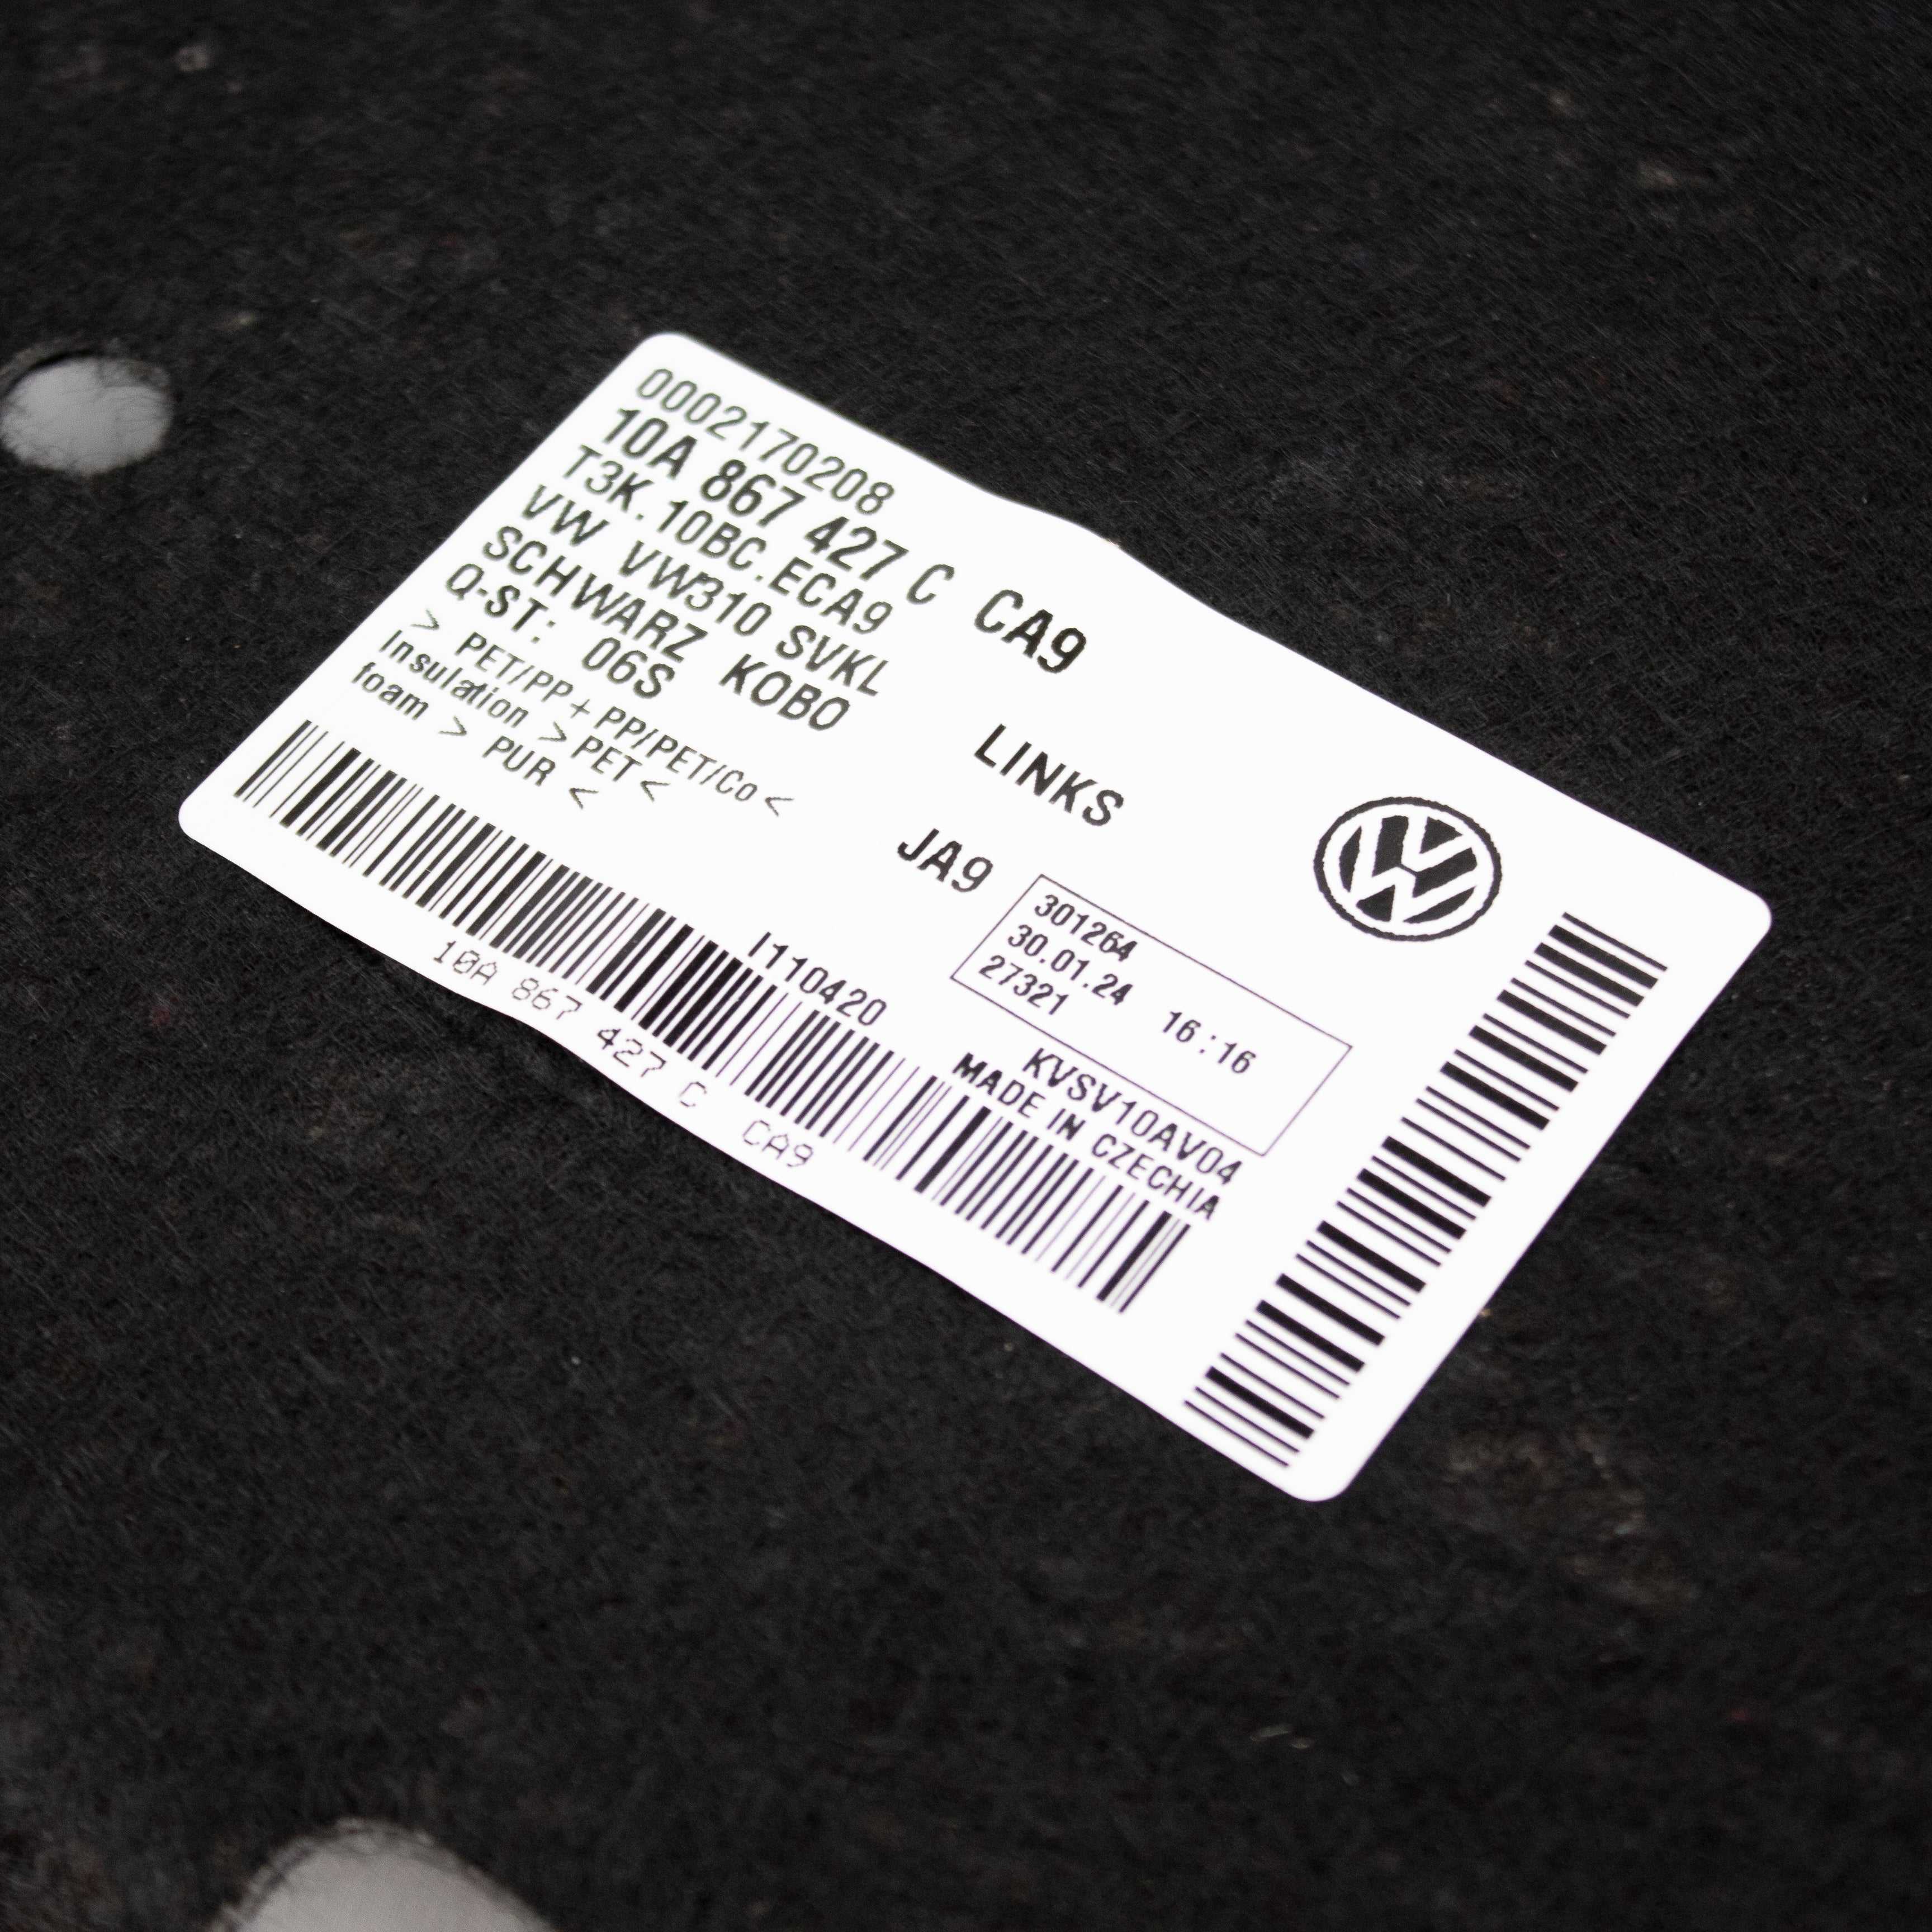 0002170208
10A 867 427 C CA9
T3K.10BC.ECA9
VW VW310 SVKL
SCHWARZ KOBO LINKS
Q-ST: 06S JA9
> PET/PP + PP/PET/Co <
Insulation > PET <
foam > PUR <
301264
30.01.24 16:16
27321
I110420
KVSV10AV04
MADE IN CZECHIA
10A 867 427 C CA9
VW